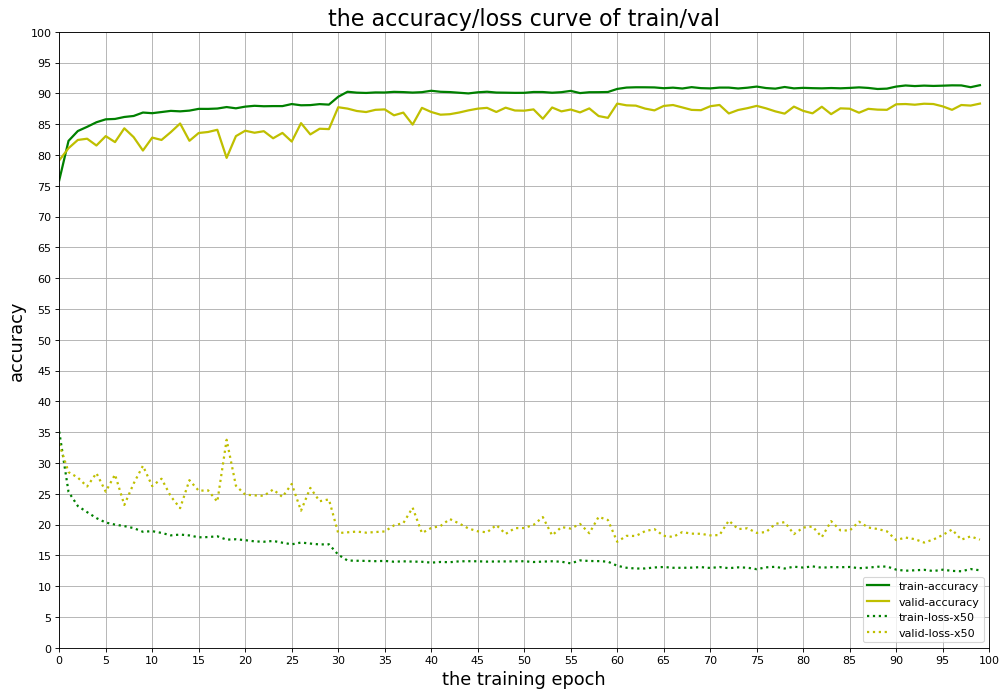 the accuracy/loss curve of train/val
accuracy
100
95
90
85
80
75
70
65
60
55
50
45
40
35
30
25
20
15
10
5
0
0 5 10 15 20 25 30 35 40 45 50 55 60 65 70 75 80 85 90 95 100
the training epoch
train-accuracy
valid-accuracy
train-loss-x50
valid-loss-x50